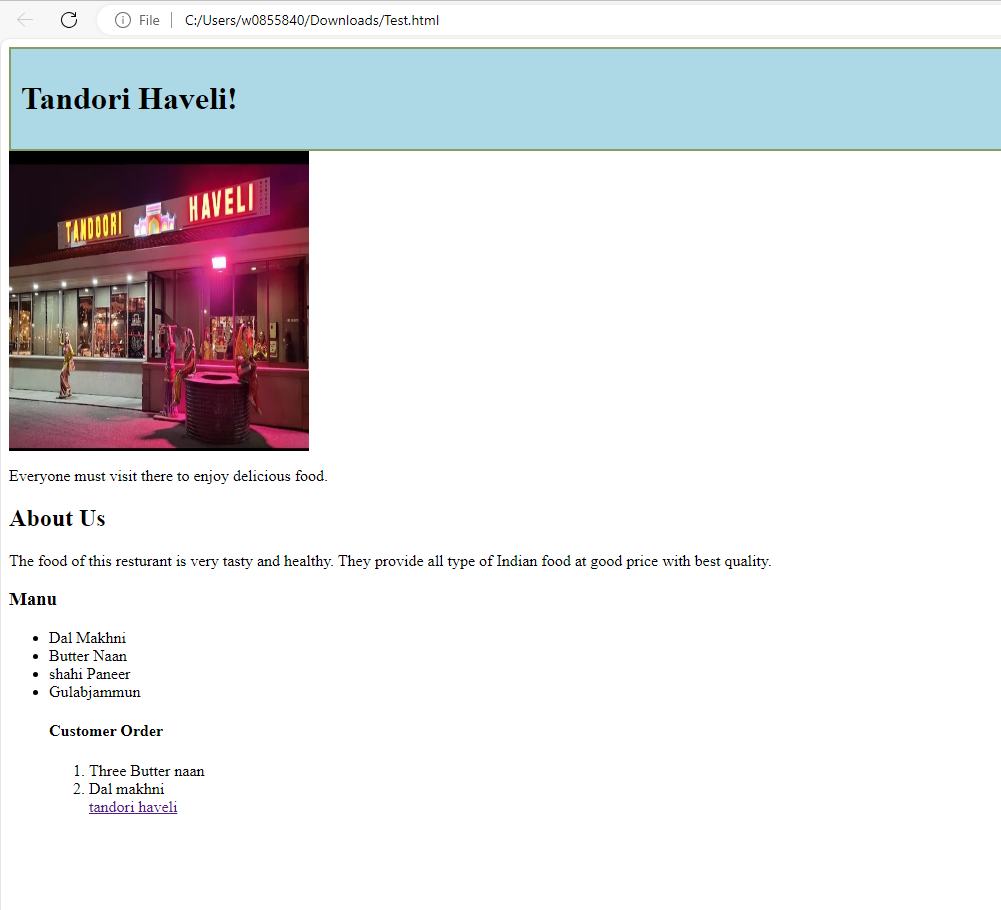 File C:/Users/w0855840/Downloads/Test.html
Tandori Haveli!
TANDOORI HAVELI
Everyone must visit there to enjoy delicious food.
About Us
The food of this resturant is very tasty and healthy. They provide all type of Indian food at good price with best quality.
Manu
Dal Makhni
Butter Naan
shahi Paneer
Gulabjammun
Customer Order
1. Three Butter naan
2. Dal makhni
tandori haveli